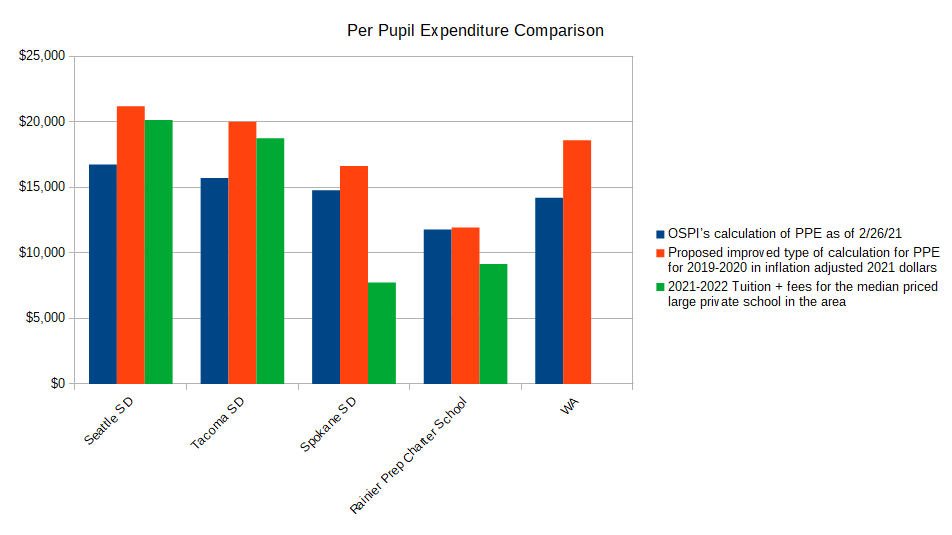 Per Pupil Expenditure Comparison
$25,000
$20,000
$15,000
$10,000
$5,000
$0
Seattle SD
Tacoma SD
Spokane SD
Rainier Prep Charter School
WA
OSPI's calculation of PPE as of 2/26/21
Proposed improved type of calculation for PPE
for 2019-2020 in inflation adjusted 2021 dollars
2021-2022 Tuition + fees for the median priced
large private school in the area